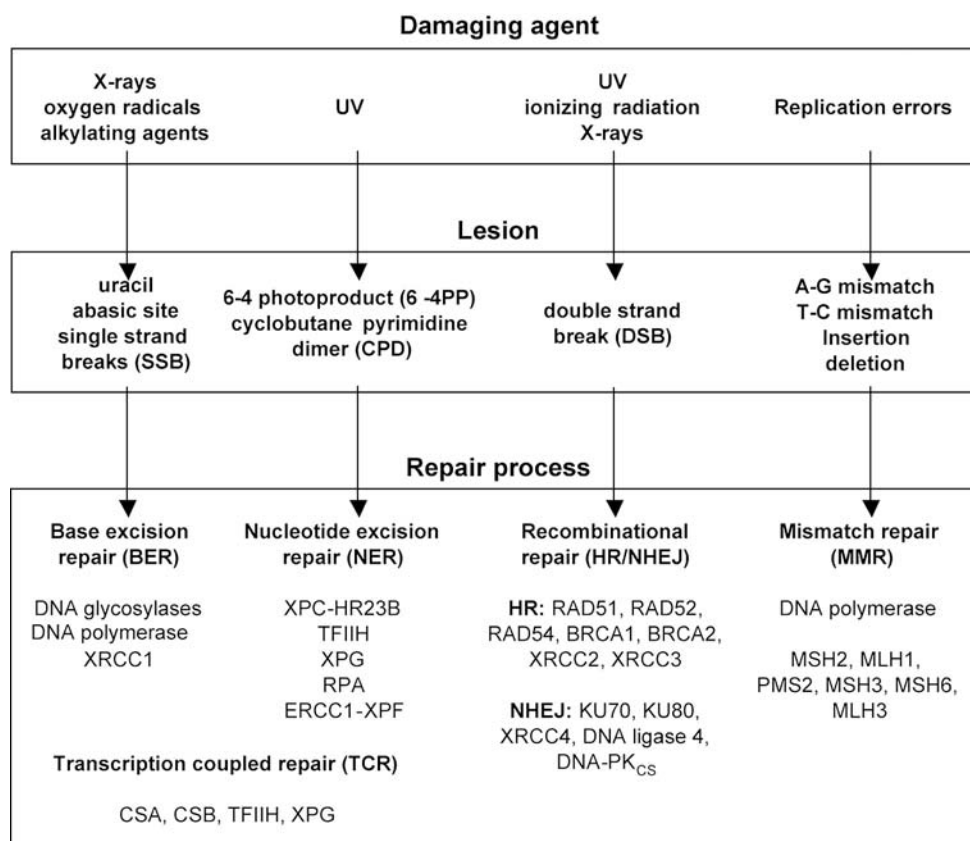 Damaging agent
X-rays
oxygen radicals
alkylating agents
UV
UV
ionizing radiation
X-rays
Replication errors
Lesion
uracil
abasic site
single strand
breaks (SSB)
6-4 photoproduct (6 -4PP)
cyclobutane pyrimidine
dimer (CPD)
double strand
break (DSB)
A-G mismatch
T-C mismatch
Insertion
deletion
Repair process
Base excision
repair (BER)
DNA glycosylases
DNA polymerase
XRCC1
Nucleotide excision
repair (NER)
XPC-HR23B
TFIIH
XPG
RPA
ERCC1-XPF
Transcription coupled repair (TCR)
CSA, CSB, TFIIH, XPG
Recombinational
repair (HR/NHEJ)
HR: RAD51, RAD52,
RAD54, BRCA1, BRCA2,
XRCC2, XRCC3
NHEJ: KU70, KU80,
XRCC4, DNA ligase 4,
DNA-PKCS
Mismatch repair
(MMR)
DNA polymerase
MSH2, MLH1,
PMS2, MSH3, MSH6,
MLH3